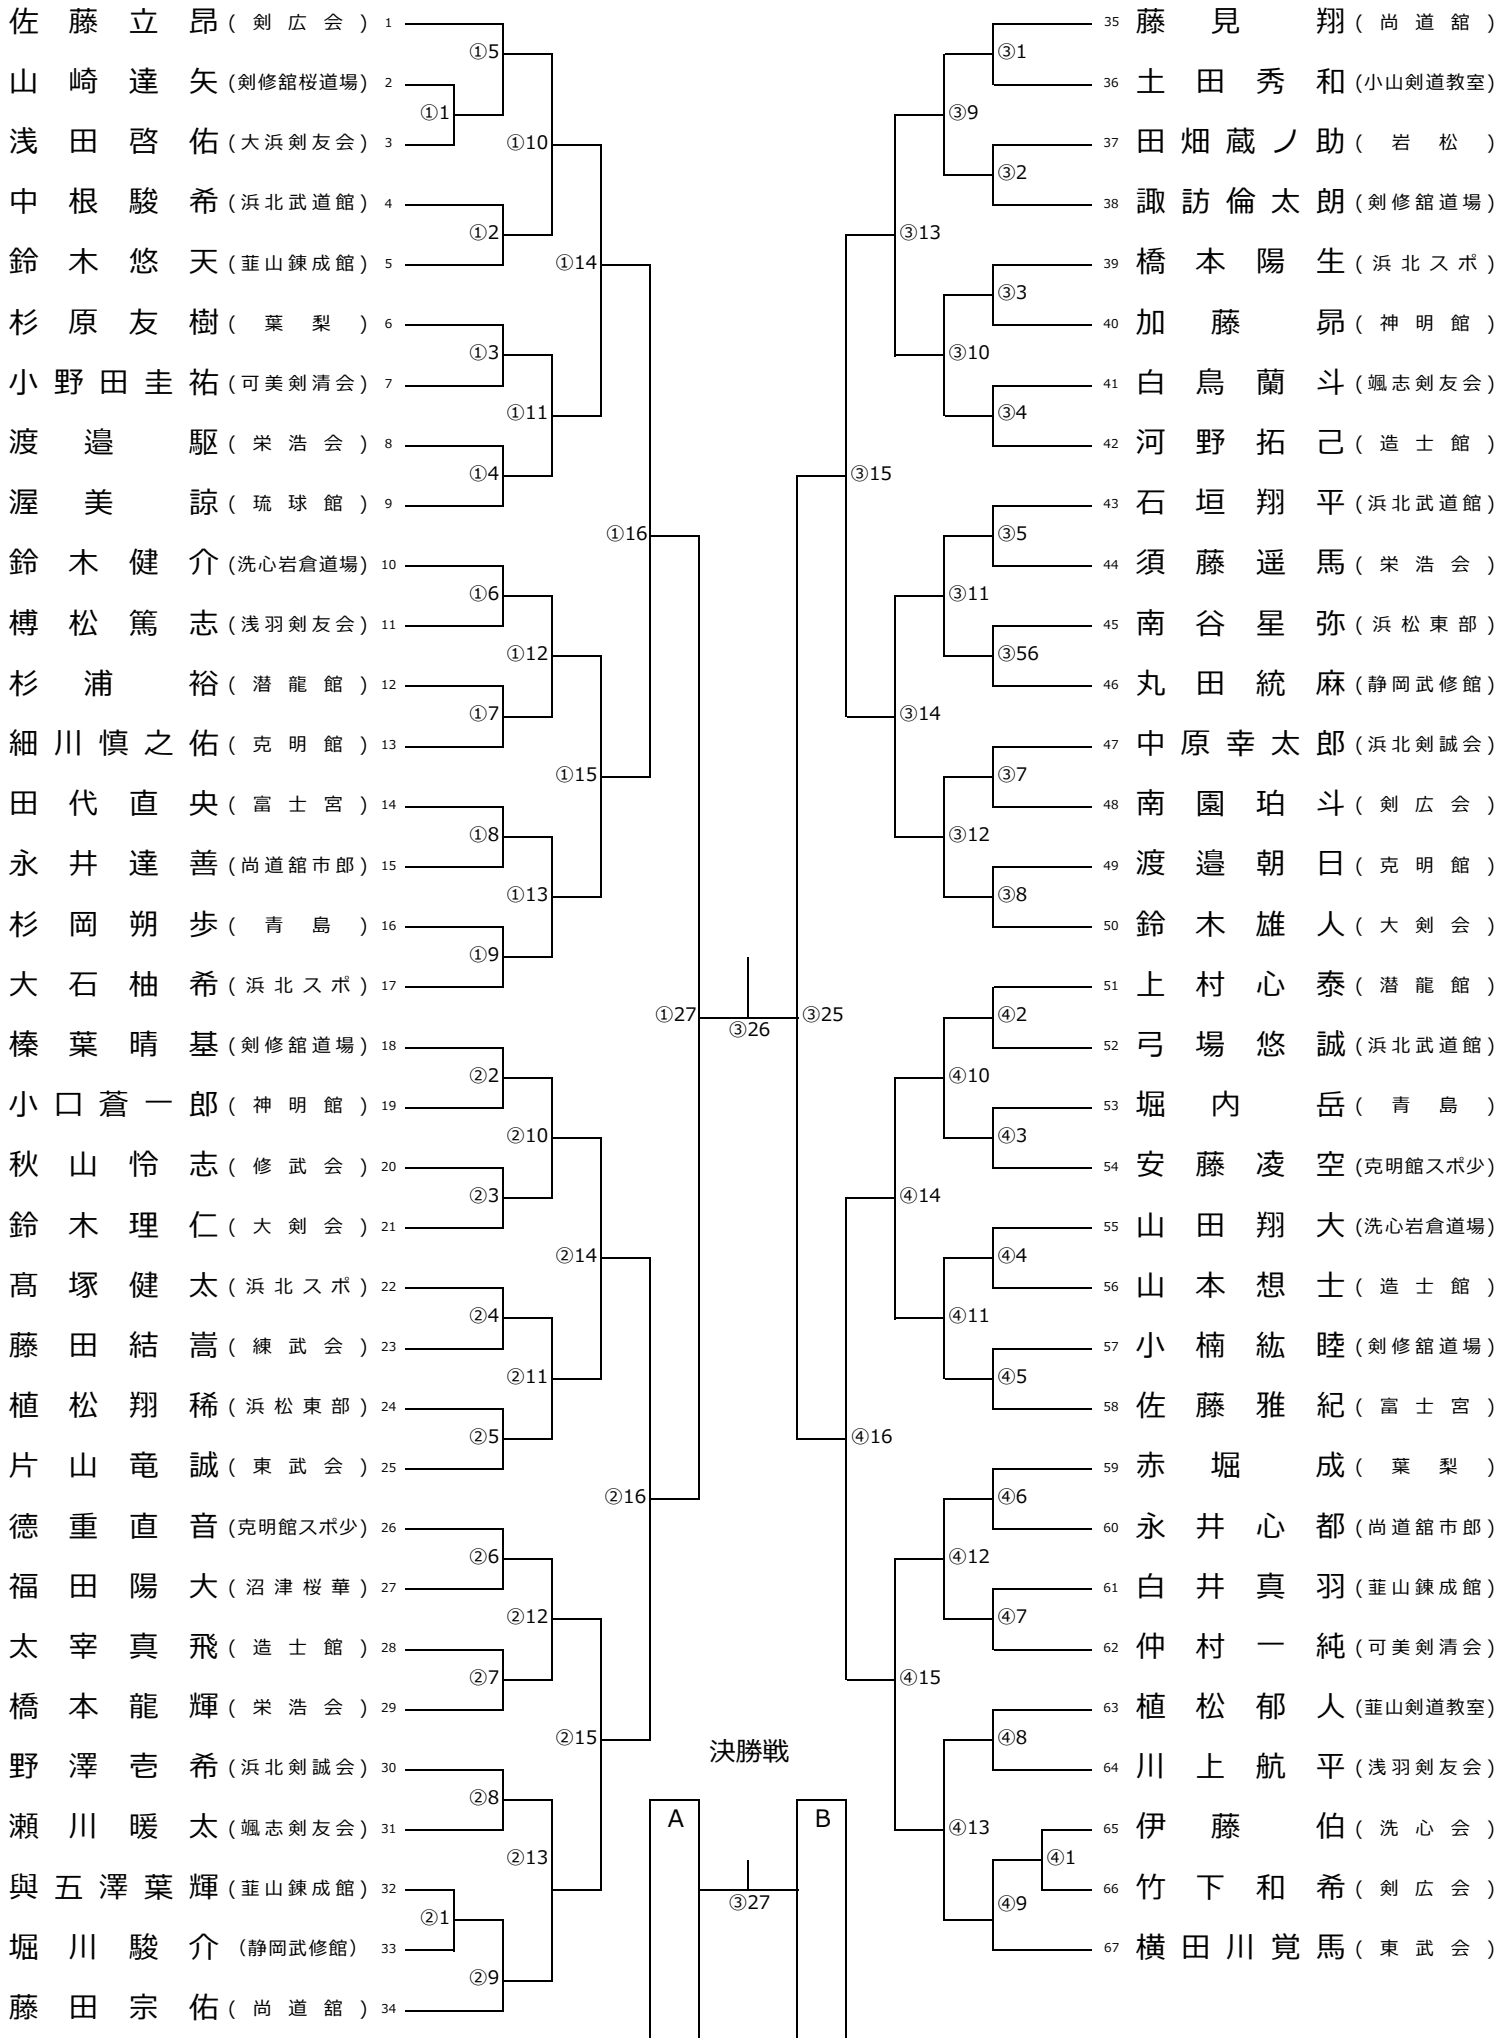 佐藤立昂(剣広会) 1
山崎達矢(剣修舘桜道場) 2
浅田啓佑(大浜剣友会) 3
中根駿希(浜北武道館) 4
鈴木悠天(韮山錬成館) 5
杉原友樹(葉梨) 6
小野田圭祐(可美剣清会) 7
渡邉駆(栄浩会) 8
渥美諒(琉球館) 9
鈴木健介(洗心岩倉道場) 10
榑松篤志(浅羽剣友会) 11
杉浦裕(潜龍館) 12
細川慎之佑(克明館) 13
田代直央(富士宮) 14
永井達善(尚道舘市郎) 15
杉岡朔歩(青島) 16
大石柚希(浜北スポ) 17
榛葉晴基(剣修舘道場) 18
小口蒼一郎(神明館) 19
秋山怜志(修武会) 20
鈴木理仁(大剣会) 21
髙塚健太(浜北スポ) 22
藤田結嵩(練武会) 23
植松翔稀(浜松東部) 24
片山竜誠(東武会) 25
德重直音(克明館スポ少) 26
福田陽大(沼津桜華) 27
太宰真飛(造士館) 28
橋本龍輝(栄浩会) 29
野澤壱希(浜北剣誠会) 30
瀬川暖太(颯志剣友会) 31
與五澤葉輝(韮山錬成館) 32
堀川駿介(静岡武修館) 33
藤田宗佑(尚道舘) 34
①1
①5
①2
①3
①4
①6
①7
①8
①9
①10
①11
①12
①13
①14
①15
①16
①27
②1
②2
②3
②4
②5
②6
②7
②8
②9
②10
②11
②12
②13
②14
②15
②16
③26
決勝戦
A
B
③27
③25
③15
④16
③13
③14
④14
④15
③9
③10
③11
③12
④10
④11
④12
④13
③1
③2
③3
③4
③5
③56
③7
③8
④2
④3
④4
④5
④6
④7
④8
④9
④1
35 藤見翔(尚道舘)
36 土田秀和(小山剣道教室)
37 田畑蔵ノ助(岩松)
38 諏訪倫太朗(剣修舘道場)
39 橋本陽生(浜北スポ)
40 加藤昴(神明館)
41 白鳥蘭斗(颯志剣友会)
42 河野拓己(造士館)
43 石垣翔平(浜北武道館)
44 須藤遥馬(栄浩会)
45 南谷星弥(浜松東部)
46 丸田統麻(静岡武修館)
47 中原幸太郎(浜北剣誠会)
48 南園珀斗(剣広会)
49 渡邉朝日(克明館)
50 鈴木雄人(大剣会)
51 上村心泰(潜龍館)
52 弓場悠誠(浜北武道館)
53 堀内岳(青島)
54 安藤凌空(克明館スポ少)
55 山田翔大(洗心岩倉道場)
56 山本想士(造士館)
57 小楠紘睦(剣修舘道場)
58 佐藤雅紀(富士宮)
59 赤堀成(葉梨)
60 永井心都(尚道舘市郎)
61 白井真羽(韮山錬成館)
62 仲村一純(可美剣清会)
63 植松郁人(韮山剣道教室)
64 川上航平(浅羽剣友会)
65 伊藤伯(洗心会)
66 竹下和希(剣広会)
67 横田川覚馬(東武会)